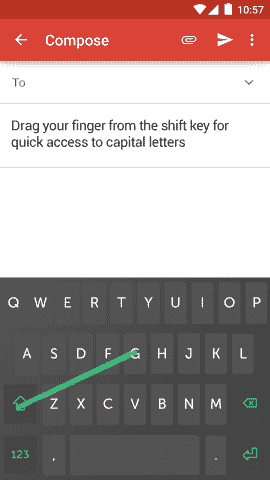 10:57
Compose
To
Drag your finger from the shift key for
quick access to capital letters
Q W E R T Y U I O P
A S D F G H J K L
Z X C V B N M
123 , .